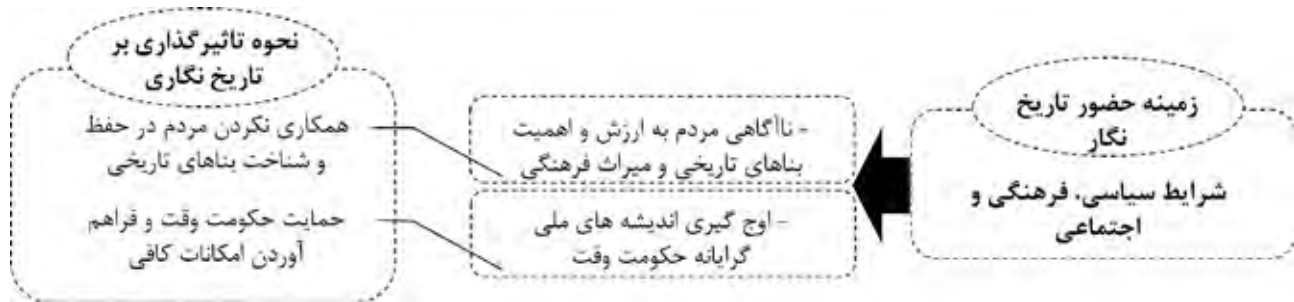 زمینه حضور تاریخ
نگار
شرایط سیاسی، فرهنگی و
اجتماعی
- ناآگاهی مردم به ارزش و اهمیت
بناهای تاریخی و میراث فرهنگی
- اوج گیری اندیشه های ملی
گرایانه حکومت وقت
نحوه تاثیرگذاری بر
تاریخ نگاری
همکاری نکردن مردم در حفظ
و شناخت بناهای تاریخی
حمایت حکومت وقت و فراهم
آوردن امکانات کافی